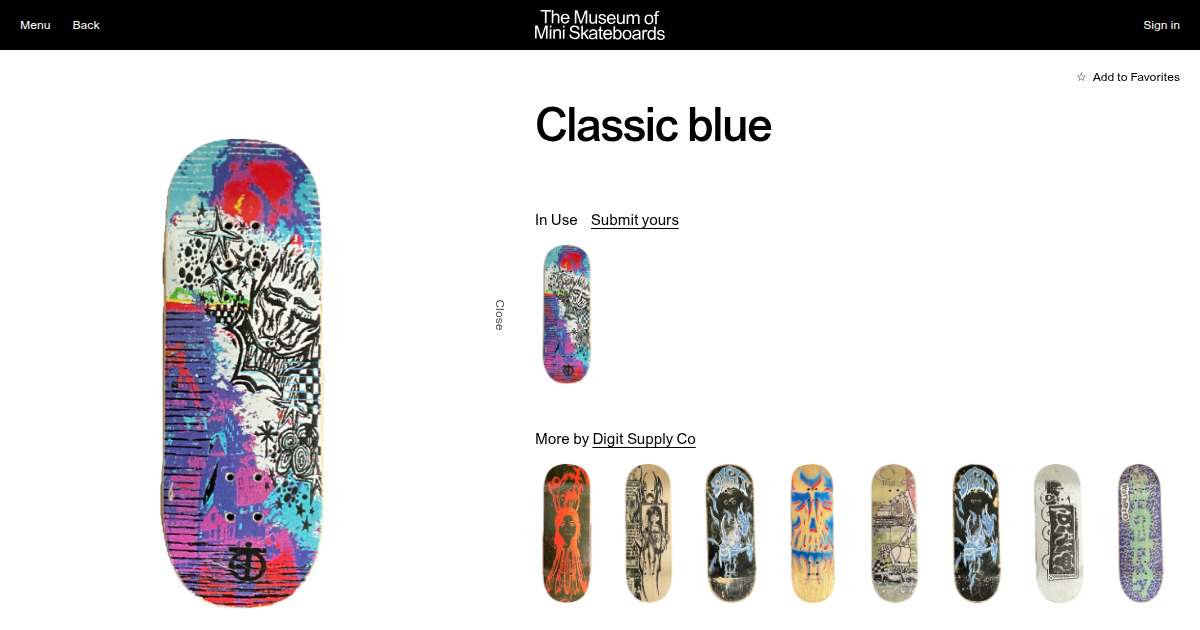 Menu
Back
The Museum of
Mini Skateboards
Sign in
☆ Add to Favorites
Classic blue
In Use
Submit yours
Close
More by Digit Supply Co